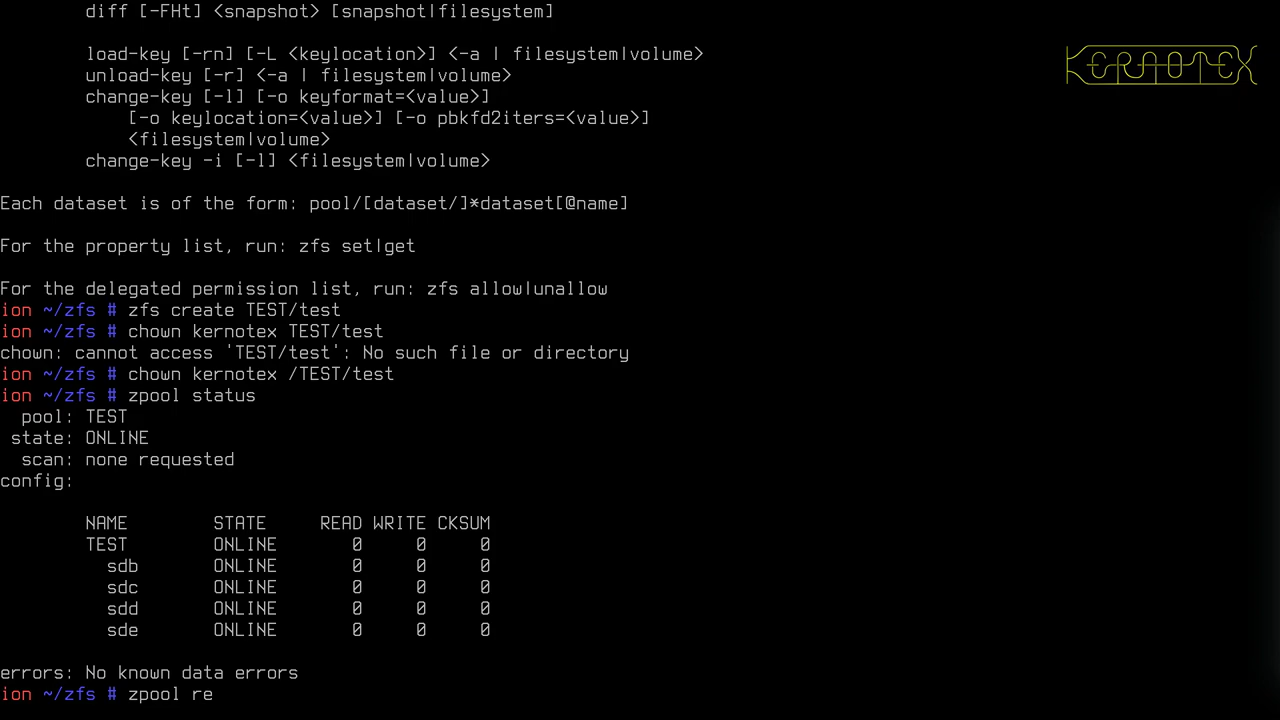 diff [-FHt] <snapshot> [snapshot|filesystem]
KERNOTEX
load-key [-rn] [-L <keylocation>] <-a | filesystem|volume>
unload-key [-r] <-a | filesystem|volume>
change-key [-l] [-o keyformat=<value>]
[-o keylocation=<value>] [-o pbkfd2iters=<value>]
<filesystem|volume>
change-key -i [-l] <filesystem|volume>
Each dataset is of the form: pool/[dataset/]*dataset[@name]
For the property list, run: zfs set|get
For the delegated permission list, run: zfs allow|unallow
ion ~/zfs # zfs create TEST/test
ion ~/zfs # chown kernotex TEST/test
chown: cannot access 'TEST/test': No such file or directory
ion ~/zfs # chown kernotex /TEST/test
ion ~/zfs # zpool status
pool: TEST
state: ONLINE
scan: none requested
config:
NAME STATE READ WRITE CKSUM
TEST ONLINE 0 0 0
sdb ONLINE 0 0 0
sdc ONLINE 0 0 0
sdd ONLINE 0 0 0
sde ONLINE 0 0 0
errors: No known data errors
ion ~/zfs # zpool re